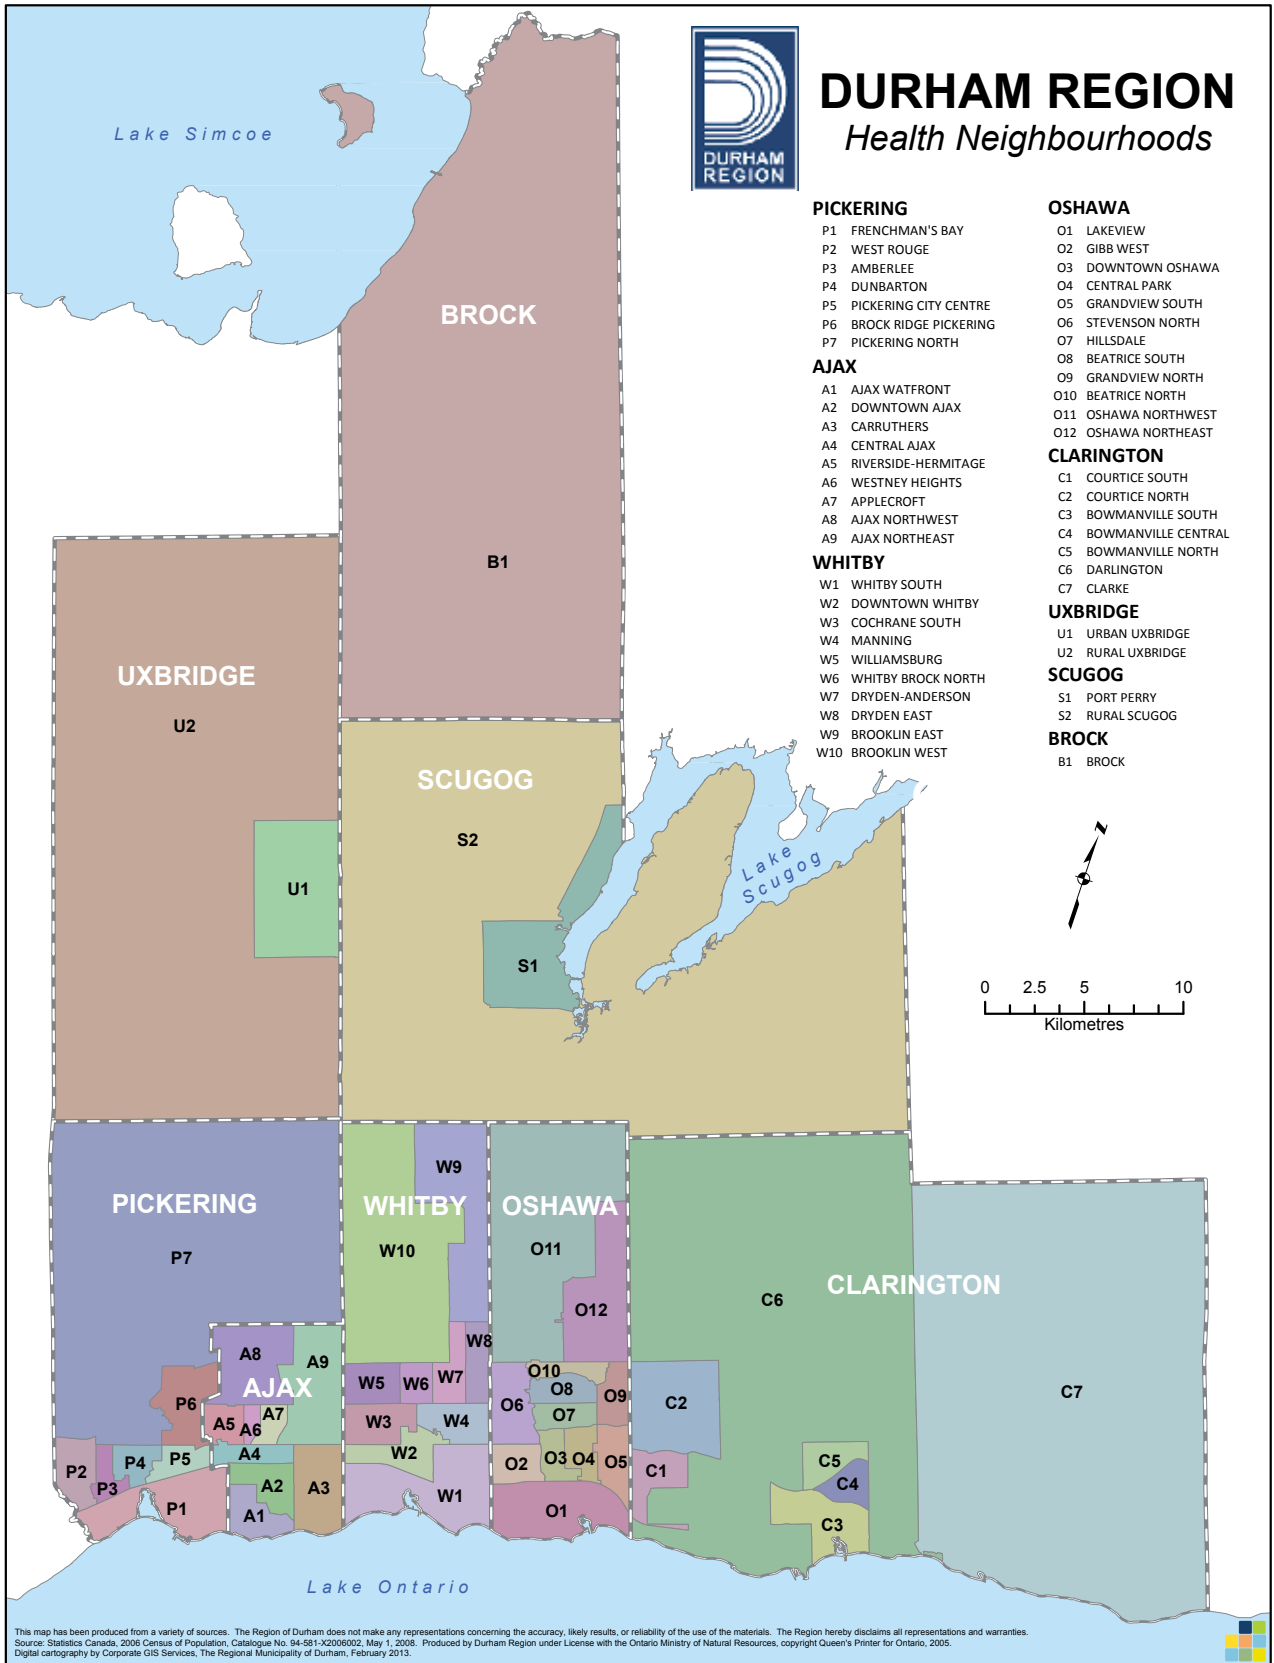 DURHAM
REGION
DURHAM REGION
Health Neighbourhoods
PICKERING
P1 FRENCHMAN'S BAY
P2 WEST ROUGE
P3 AMBERLEE
P4 DUNBARTON
P5 PICKERING CITY CENTRE
P6 BROCK RIDGE PICKERING
P7 PICKERING NORTH
AJAX
A1 AJAX WATFRONT
A2 DOWNTOWN AJAX
A3 CARRUTHERS
A4 CENTRAL AJAX
A5 RIVERSIDE-HERMITAGE
A6 WESTNEY HEIGHTS
A7 APPLECROFT
A8 AJAX NORTHWEST
A9 AJAX NORTHEAST
WHITBY
W1 WHITBY SOUTH
W2 DOWNTOWN WHITBY
W3 COCHRANE SOUTH
W4 MANNING
W5 WILLIAMSBURG
W6 WHITBY BROCK NORTH
W7 DRYDEN-ANDERSON
W8 DRYDEN EAST
W9 BROOKLIN EAST
W10 BROOKLIN WEST
OSHAWA
O1 LAKEVIEW
O2 GIBB WEST
O3 DOWNTOWN OSHAWA
O4 CENTRAL PARK
O5 GRANDVIEW SOUTH
O6 STEVENSON NORTH
O7 HILLSDALE
O8 BEATRICE SOUTH
O9 GRANDVIEW NORTH
O10 BEATRICE NORTH
O11 OSHAWA NORTHWEST
O12 OSHAWA NORTHEAST
CLARINGTON
C1 COURTICE SOUTH
C2 COURTICE NORTH
C3 BOWMANVILLE SOUTH
C4 BOWMANVILLE CENTRAL
C5 BOWMANVILLE NORTH
C6 DARLINGTON
C7 CLARKE
UXBRIDGE
U1 URBAN UXBRIDGE
U2 RURAL UXBRIDGE
SCUGOG
S1 PORT PERRY
S2 RURAL SCUGOG
BROCK
B1 BROCK
N
0 2.5 5 10
Kilometres
Lake Simcoe
BROCK
B1
UXBRIDGE
U2
U1
SCUGOG
S2
S1
Lake
Scugog
PICKERING
P7
P6
P5
P4
P3
P2
P1
AJAX
A8
A9
A7
A5
A6
A4
A2
A3
A1
WHITBY
W9
W10
W8
W7
W6
W5
W3
W4
W2
W1
OSHAWA
O11
O12
O10
O8
O9
O6
O7
O2
O3
O4
O5
O1
CLARINGTON
C6
C7
C2
C1
C5
C4
C3
Lake Ontario
This map has been produced from a variety of sources. The Region of Durham does not make any representations concerning the accuracy, likely results, or reliability of the use of the materials. The Region hereby disclaims all representations and warranties.
Source: Statistics Canada, 2006 Census of Population, Catalogue No. 94-581-X2006002, May 1, 2008. Produced by Durham Region under License with the Ontario Ministry of Natural Resources, copyright Queen's Printer for Ontario, 2005.
Digital cartography by Corporate GIS Services, The Regional Municipality of Durham, February 2013.